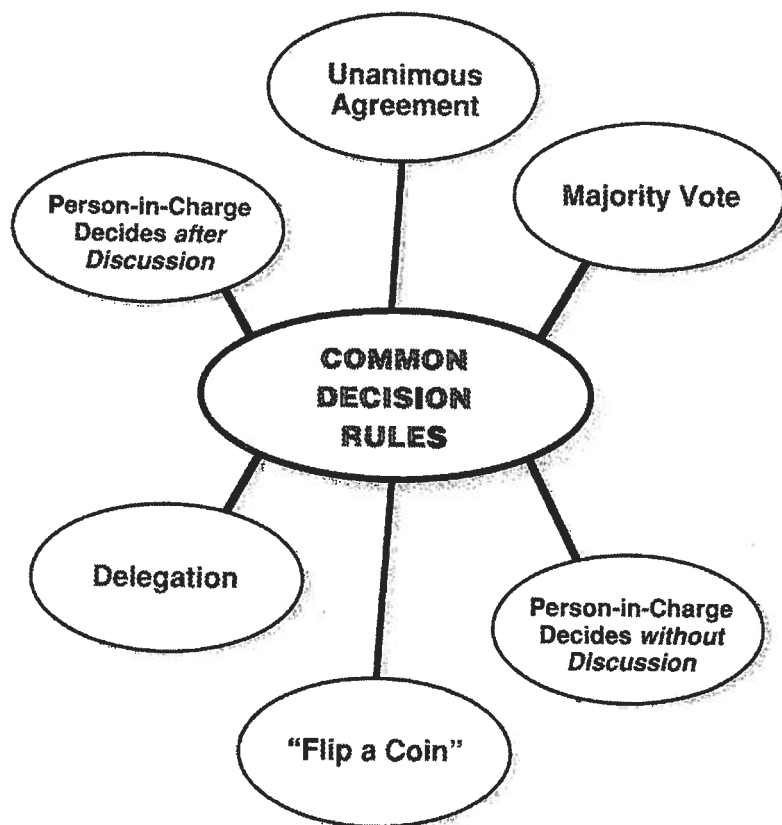 Unanimous
Agreement
Majority Vote
Person-in-Charge
Decides after
Discussion
COMMON
DECISION
RULES
Delegation
Person-in-Charge
Decides without
Discussion
“Flip a Coin”